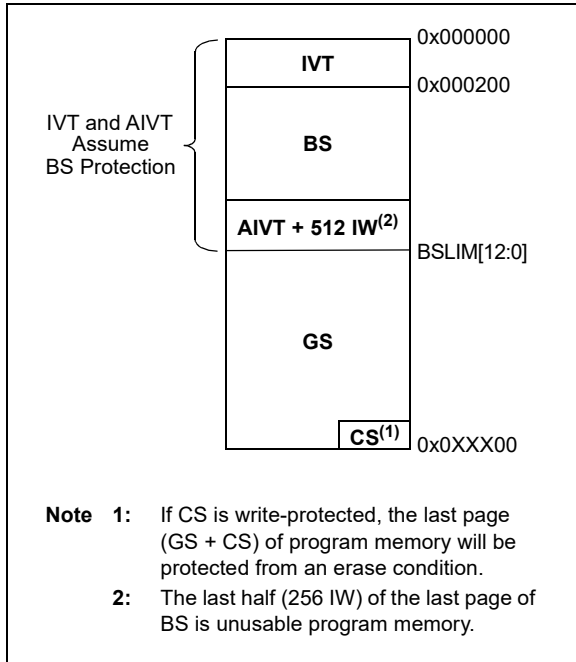 0x000000
IVT
0x000200
IVT and AIVT
Assume
BS Protection
BS
AIVT + 512 IW(2)
BSLIM[12:0]
GS
CS(1)
0x0XXX00
Note 1: If CS is write-protected, the last page
(GS + CS) of program memory will be
protected from an erase condition.
2: The last half (256 IW) of the last page of
BS is unusable program memory.